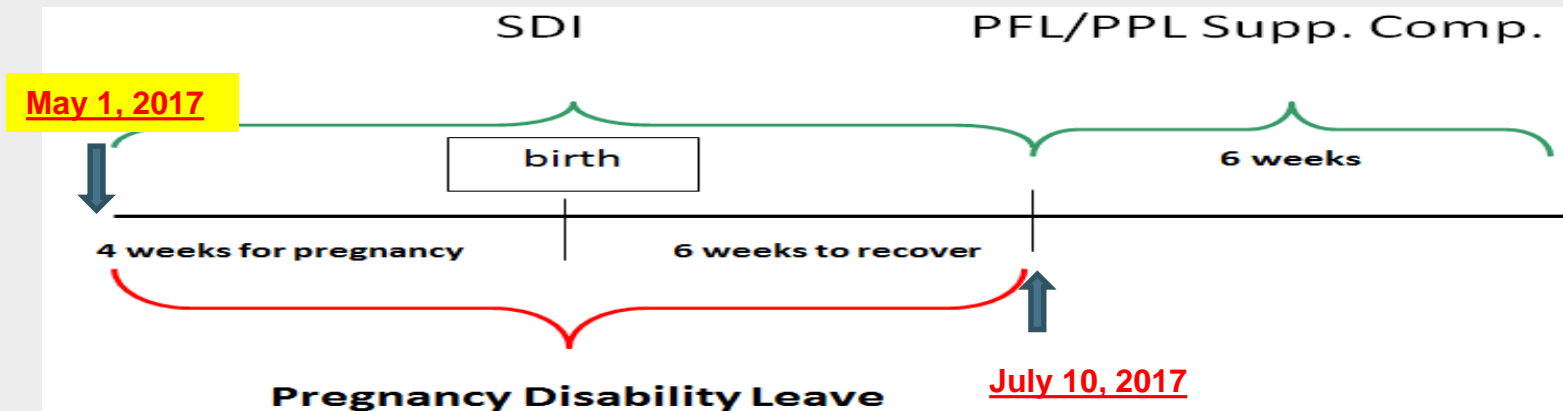 SDI
PFL/PPL Supp. Comp.
May 1, 2017
birth
6 weeks
4 weeks for pregnancy
6 weeks to recover
Pregnancy Disability Leave
July 10, 2017